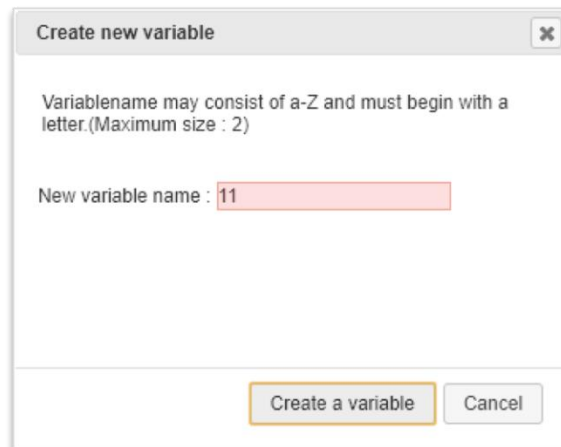 Create new variable
Variablename may consist of a-Z and must begin with a
letter.(Maximum size : 2)
New variable name : 11
Create a variable
Cancel